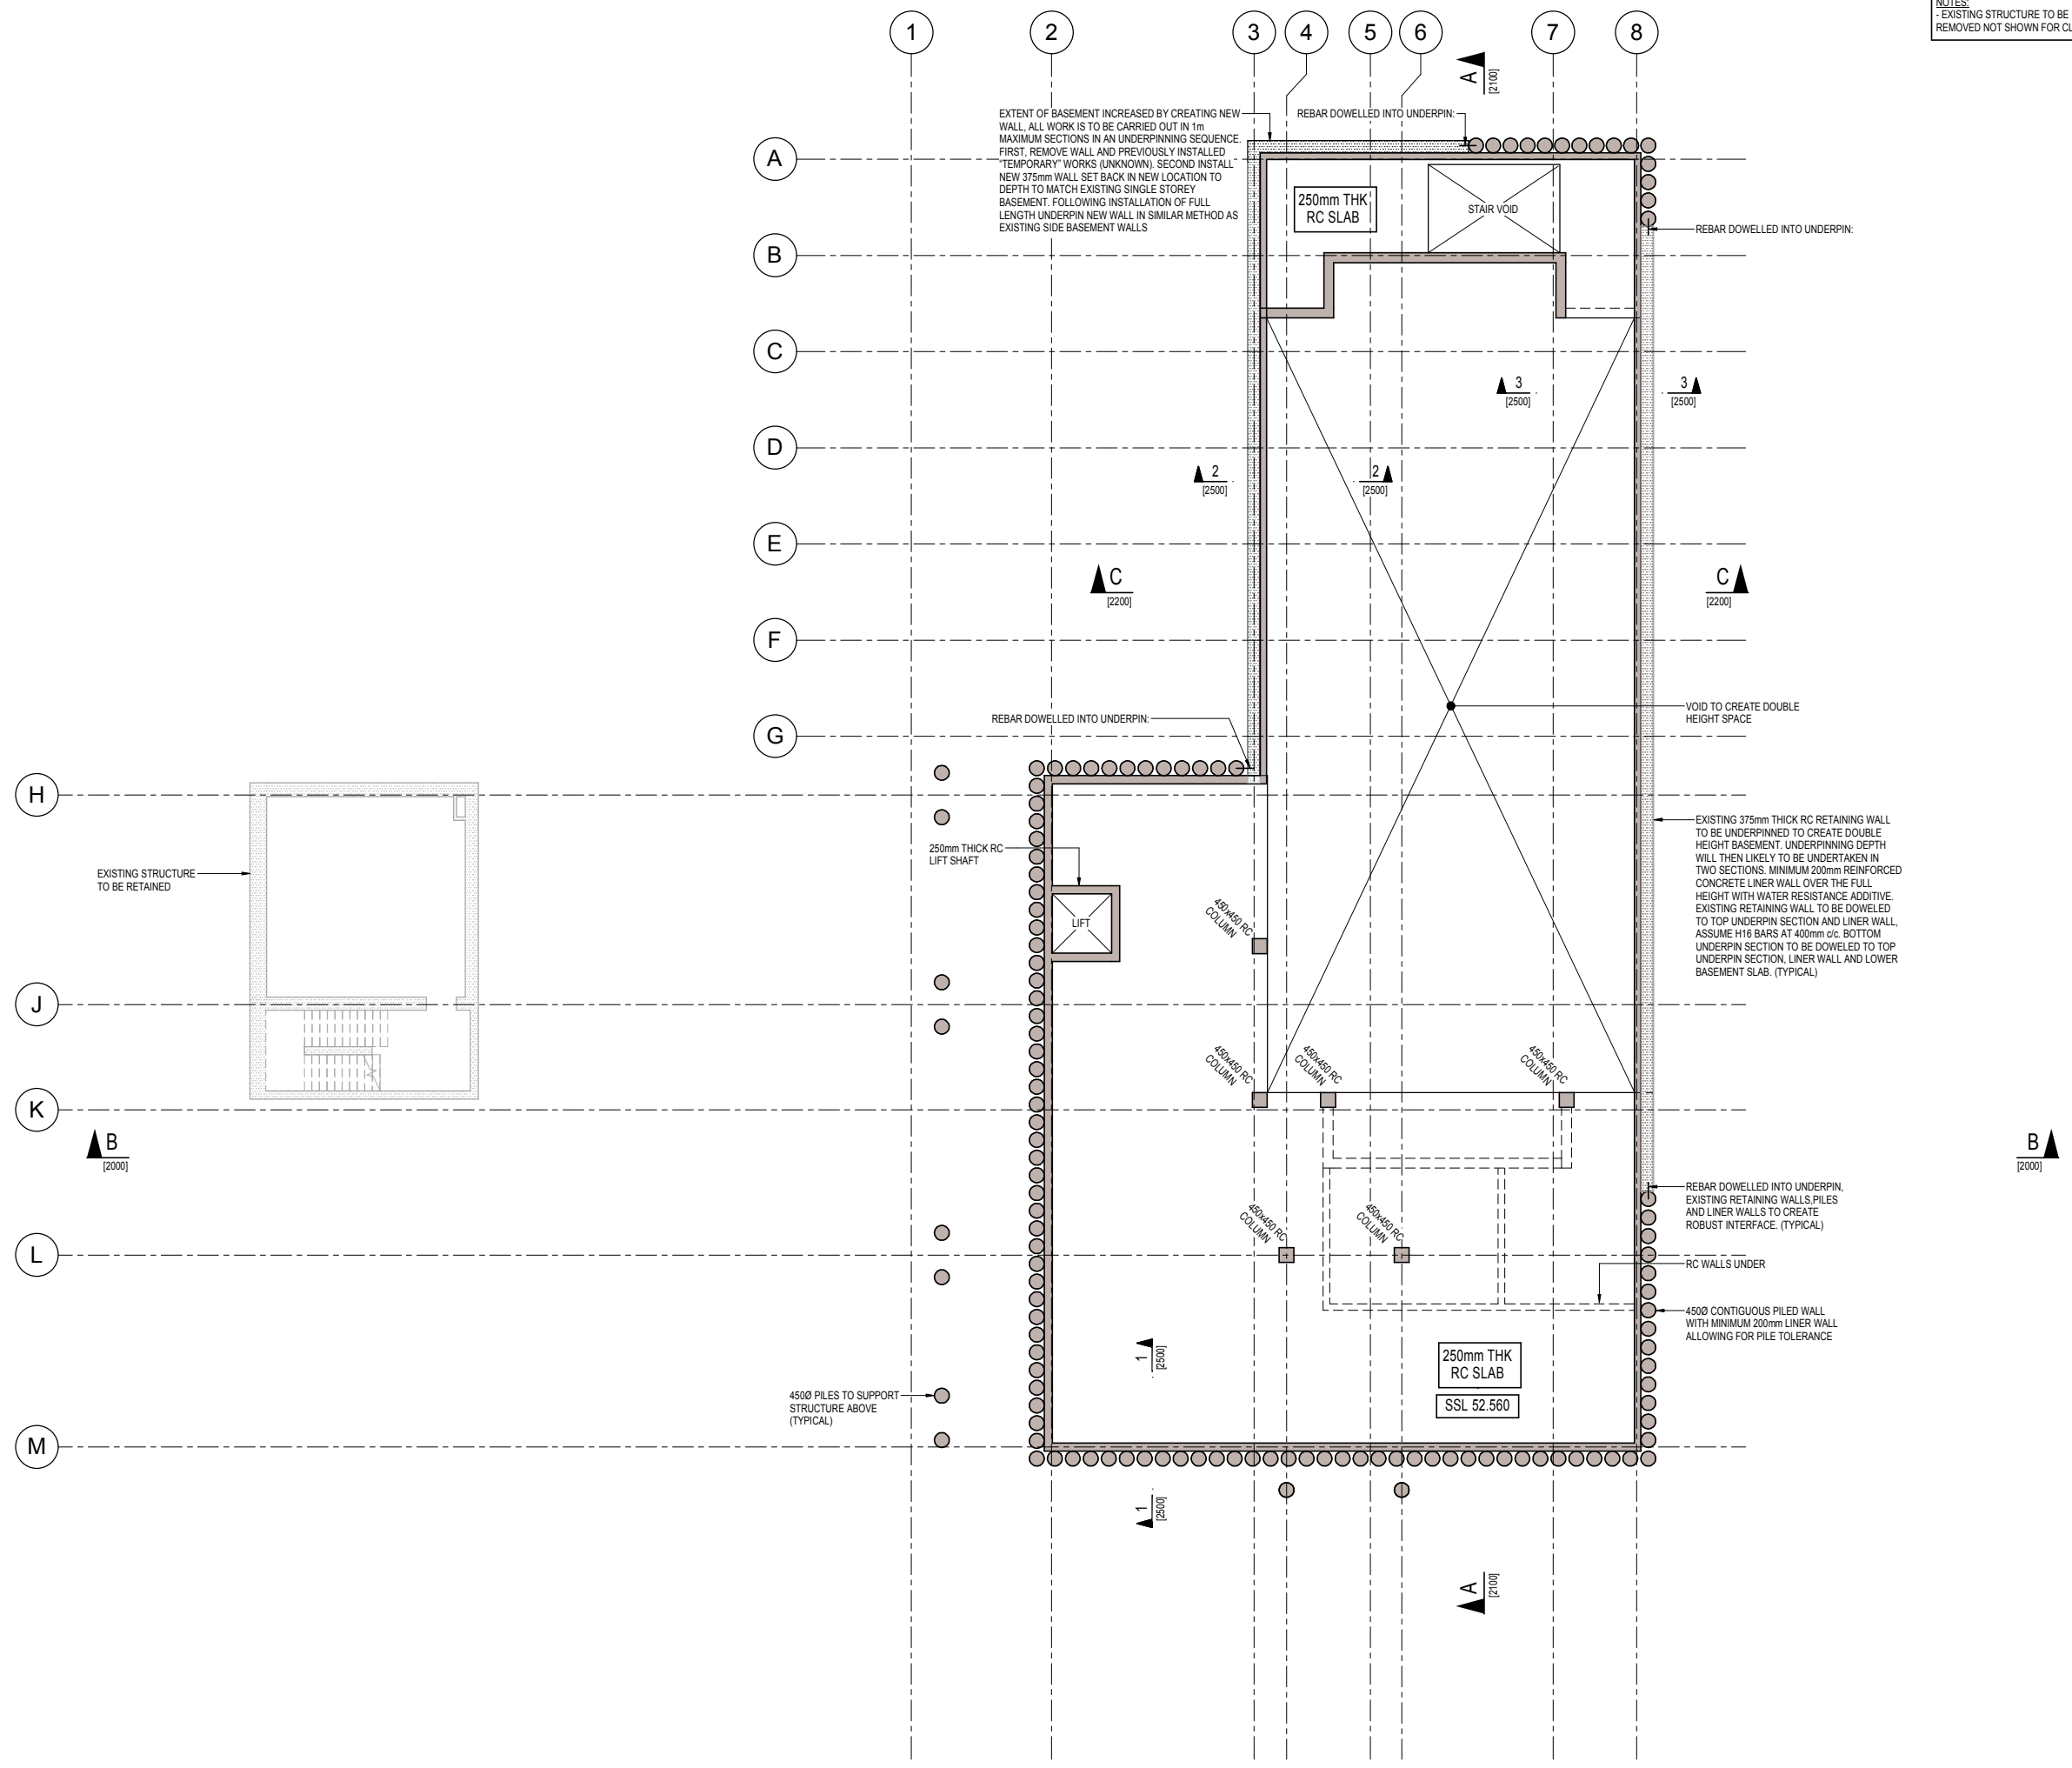 NOTES:
- EXISTING STRUCTURE TO BE
REMOVED NOT SHOWN FOR
1
2
3
4
5
6
7
8
A
[2100]
EXTENT OF BASEMENT INCREASED BY CREATING NEW
WALL, ALL WORK IS TO BE CARRIED OUT IN 1m
MAXIMUM SECTIONS IN AN UNDERPINNING SEQUENCE.
FIRST, REMOVE WALL AND PREVIOUSLY INSTALLED
"TEMPORARY" WORKS (UNKNOWN). SECOND INSTALL
NEW 375mm WALL SET BACK IN NEW LOCATION TO
DEPTH TO MATCH EXISTING SINGLE STOREY
BASEMENT. FOLLOWING INSTALLATION OF FULL
LENGTH UNDERPIN NEW WALL IN SIMILAR METHOD AS
EXISTING SIDE BASEMENT WALLS
REBAR DOWELLED INTO UNDERPIN:
A
250mm THK
RC SLAB
STAIR VOID
REBAR DOWELLED INTO UNDERPIN:
B
C
3
[2500]
3
[2500]
D
2
[2500]
2
[2500]
E
C
[2200]
C
[2200]
F
VOID TO CREATE DOUBLE
HEIGHT SPACE
REBAR DOWELLED INTO UNDERPIN:
G
H
EXISTING STRUCTURE
TO BE RETAINED
250mm THICK RC
LIFT SHAFT
LIFT
450x450 RC
COLUMN
EXISTING 375mm THICK RC RETAINING WALL
TO BE UNDERPINNED TO CREATE DOUBLE
HEIGHT BASEMENT. UNDERPINNING DEPTH
WILL THEN LIKELY TO BE UNDERTAKEN IN
TWO SECTIONS. MINIMUM 200mm REINFORCED
CONCRETE LINER WALL OVER THE FULL
HEIGHT WITH WATER RESISTANCE ADDITIVE.
EXISTING RETAINING WALL TO BE DOWELED
TO TOP UNDERPIN SECTION AND LINER WALL,
ASSUME H16 BARS AT 400mm c/c. BOTTOM
UNDERPIN SECTION TO BE DOWELED TO TOP
UNDERPIN SECTION, LINER WALL AND LOWER
BASEMENT SLAB. (TYPICAL)
J
450x450 RC
COLUMN
450x450 RC
COLUMN
450x450 RC
COLUMN
K
B
[2000]
B
[2000]
REBAR DOWELLED INTO UNDERPIN,
EXISTING RETAINING WALLS,PILES
AND LINER WALLS TO CREATE
ROBUST INTERFACE. (TYPICAL)
450x450 RC
COLUMN
450x450 RC
COLUMN
L
RC WALLS UNDER
450Ø CONTIGUOUS PILED WALL
WITH MINIMUM 200mm LINER WALL
ALLOWING FOR PILE TOLERANCE
1
[2500]
250mm THK
RC SLAB
SSL 52.560
450Ø PILES TO SUPPORT
STRUCTURE ABOVE
(TYPICAL)
M
1
[2500]
A
[2100]